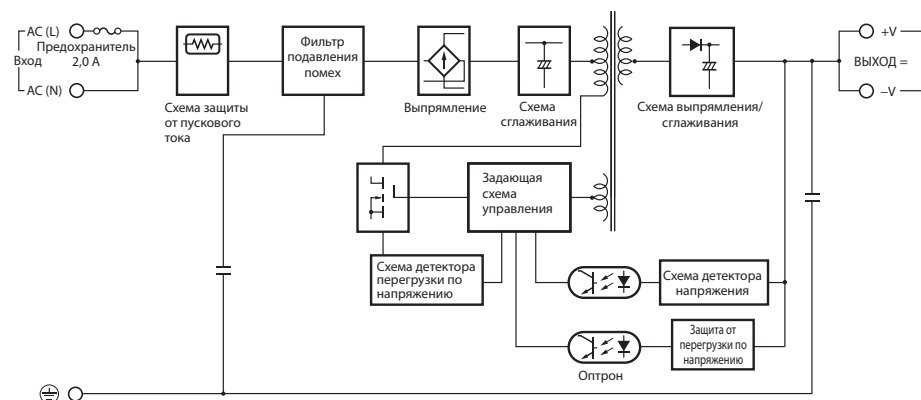 AC (L)
Предохранитель
Вход
2,0 А
AC (N)
Схема защиты
от пускового
тока
Фильтр
подавления
помех
Выпрямление
Схема
сглаживания
Схема выпрямления/
сглаживания
+V
ВЫХОД =
–V
Задающая
схема
управления
Схема детектора
перегрузки по
напряжению
Схема детектора
напряжения
Защита от
перегрузки по
напряжению
Оптрон